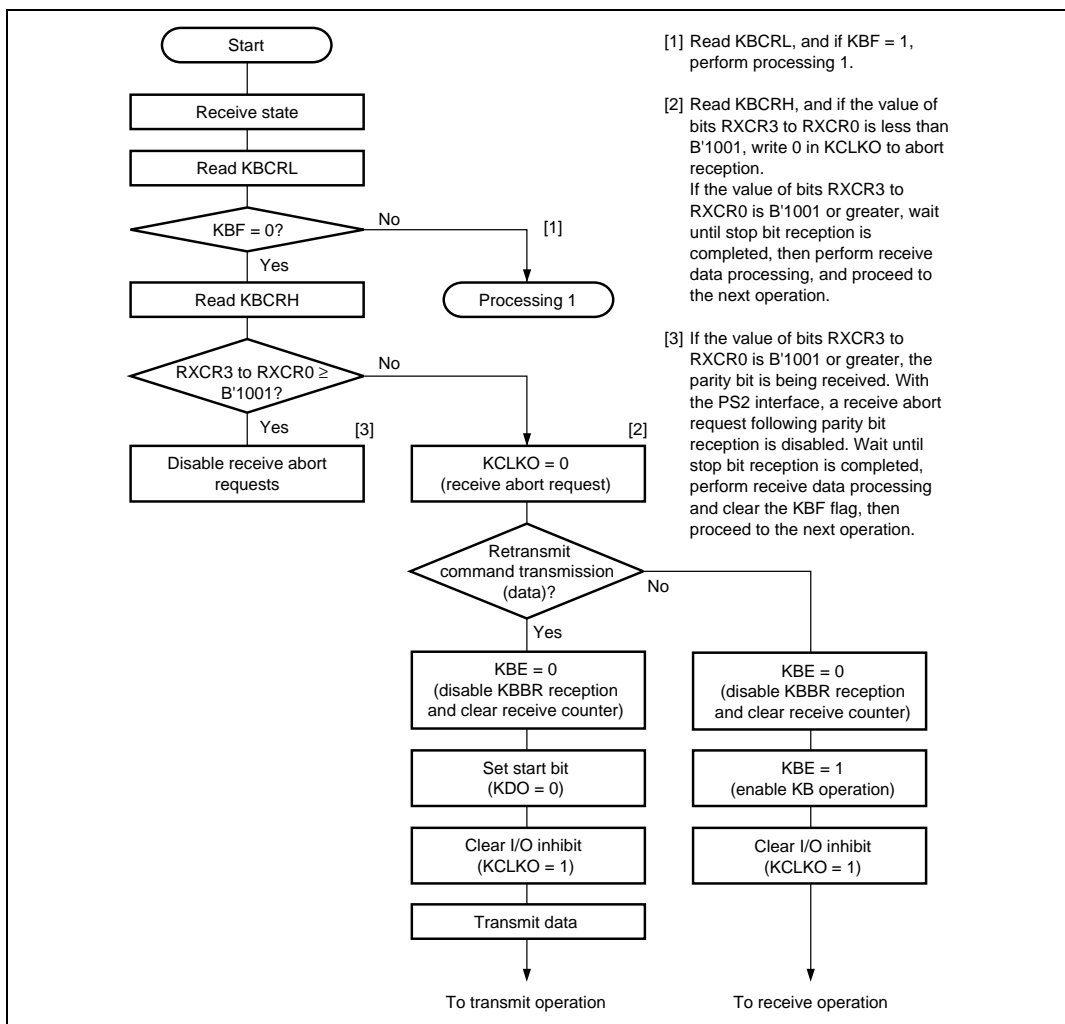 Start
Receive state
Read KBCRL
KBF = 0?
No
[1]
Yes
Processing 1
Read KBCRH
RXCR3 to RXCR0 ≥
B'1001?
No
Yes
[3]
Disable receive abort
requests
[2]
KCLKO = 0
(receive abort request)
Retransmit
command transmission
(data)?
No
Yes
KBE = 0
(disable KBBR reception
and clear receive counter)
Set start bit
(KDO = 0)
Clear I/O inhibit
(KCLKO = 1)
Transmit data
To transmit operation
KBE = 0
(disable KBBR reception
and clear receive counter)
KBE = 1
(enable KB operation)
Clear I/O inhibit
(KCLKO = 1)
To receive operation
[1] Read KBCRL, and if KBF = 1,
perform processing 1.
[2] Read KBCRH, and if the value of
bits RXCR3 to RXCR0 is less than
B'1001, write 0 in KCLKO to abort
reception.
If the value of bits RXCR3 to
RXCR0 is B'1001 or greater, wait
until stop bit reception is
completed, then perform receive
data processing, and proceed to
the next operation.
[3] If the value of bits RXCR3 to
RXCR0 is B'1001 or greater, the
parity bit is being received. With
the PS2 interface, a receive abort
request following parity bit
reception is disabled. Wait until
stop bit reception is completed,
perform receive data processing
and clear the KBF flag, then
proceed to the next operation.